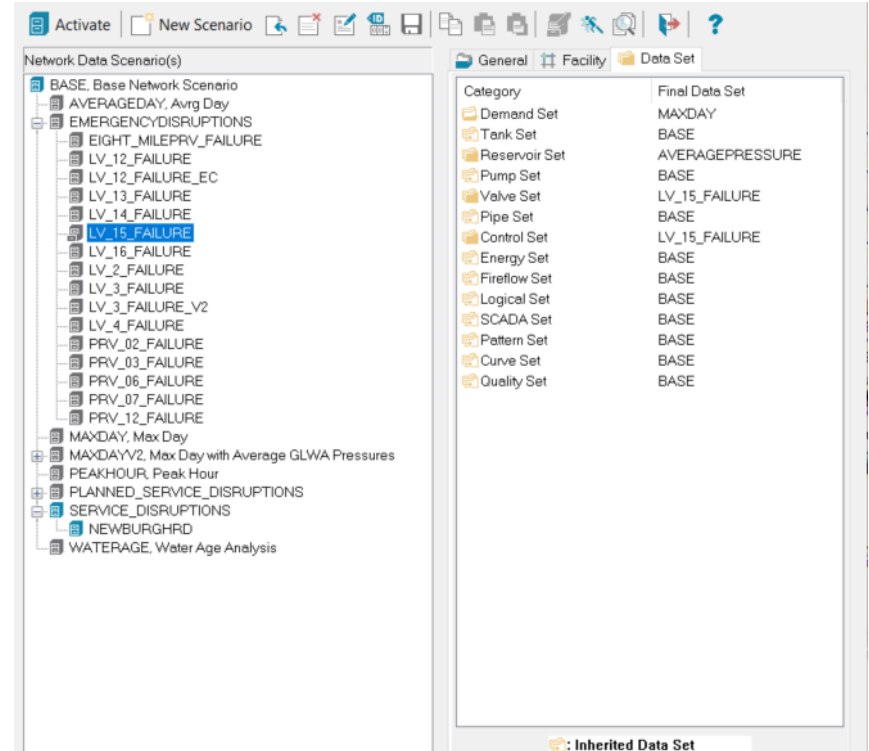 Activate New Scenario ID ?
Network Data Scenario(s)
BASE, Base Network Scenario
AVERAGEDAY, Avrg Day
EMERGENCYDISRUPTIONS
EIGHT_MILEPRV_FAILURE
LV_12_FAILURE
LV_12_FAILURE_EC
LV_13_FAILURE
LV_14_FAILURE
LV_15_FAILURE
LV_16_FAILURE
LV_2_FAILURE
LV_3_FAILURE
LV_3_FAILURE_V2
LV_4_FAILURE
PRV_02_FAILURE
PRV_03_FAILURE
PRV_06_FAILURE
PRV_07_FAILURE
PRV_12_FAILURE
MAXDAY, Max Day
MAXDAYV2, Max Day with Average GLWA Pressures
PEAKHOUR, Peak Hour
PLANNED_SERVICE_DISRUPTIONS
SERVICE_DISRUPTIONS
NEWBURGHRD
WATERAGE, Water Age Analysis
General Facility Data Set
Category Final Data Set
Demand Set MAXDAY
Tank Set BASE
Reservoir Set AVERAGEPRESSURE
Pump Set BASE
Valve Set LV_15_FAILURE
Pipe Set BASE
Control Set LV_15_FAILURE
Energy Set BASE
Fireflow Set BASE
Logical Set BASE
SCADA Set BASE
Pattern Set BASE
Curve Set BASE
Quality Set BASE
: Inherited Data Set